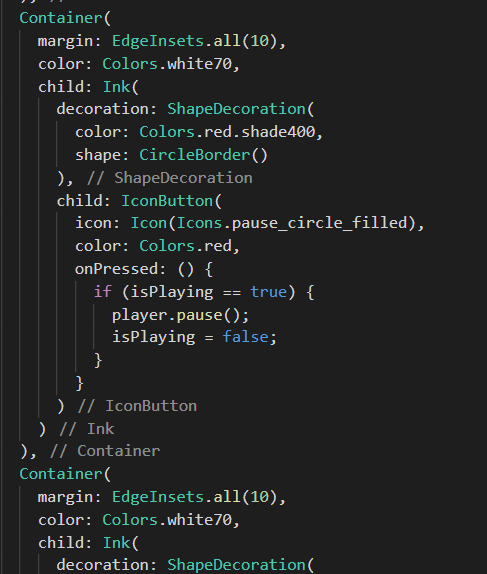 ), // Container
Container(
margin: EdgeInsets.all(10),
color: Colors.white70,
child: Ink(
decoration: ShapeDecoration(
color: Colors.red.shade400,
shape: CircleBorder()
), // ShapeDecoration
child: IconButton(
icon: Icon(Icons.pause_circle_filled),
color: Colors.red,
onPressed: () {
if (isPlaying == true) {
player.pause();
isPlaying = false;
}
}
) // IconButton
) // Ink
), // Container
Container(
margin: EdgeInsets.all(10),
color: Colors.white70,
child: Ink(
decoration: ShapeDecoration(